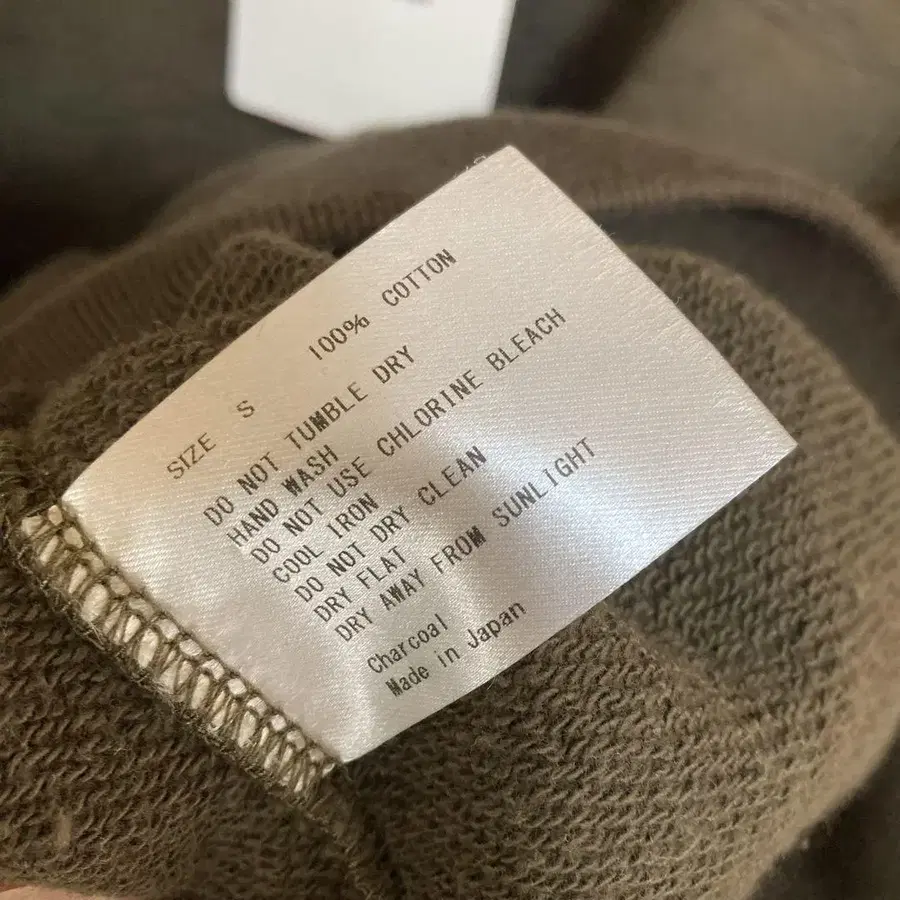 SIZE S 100% COTTON
DO NOT TUMBLE DRY
HAND WASH
DO NOT USE CHLORINE BLEACH
COOL IRON
DO NOT DRY CLEAN
DRY FLAT
DRY AWAY FROM SUNLIGHT
Charcoal
Made in Japan